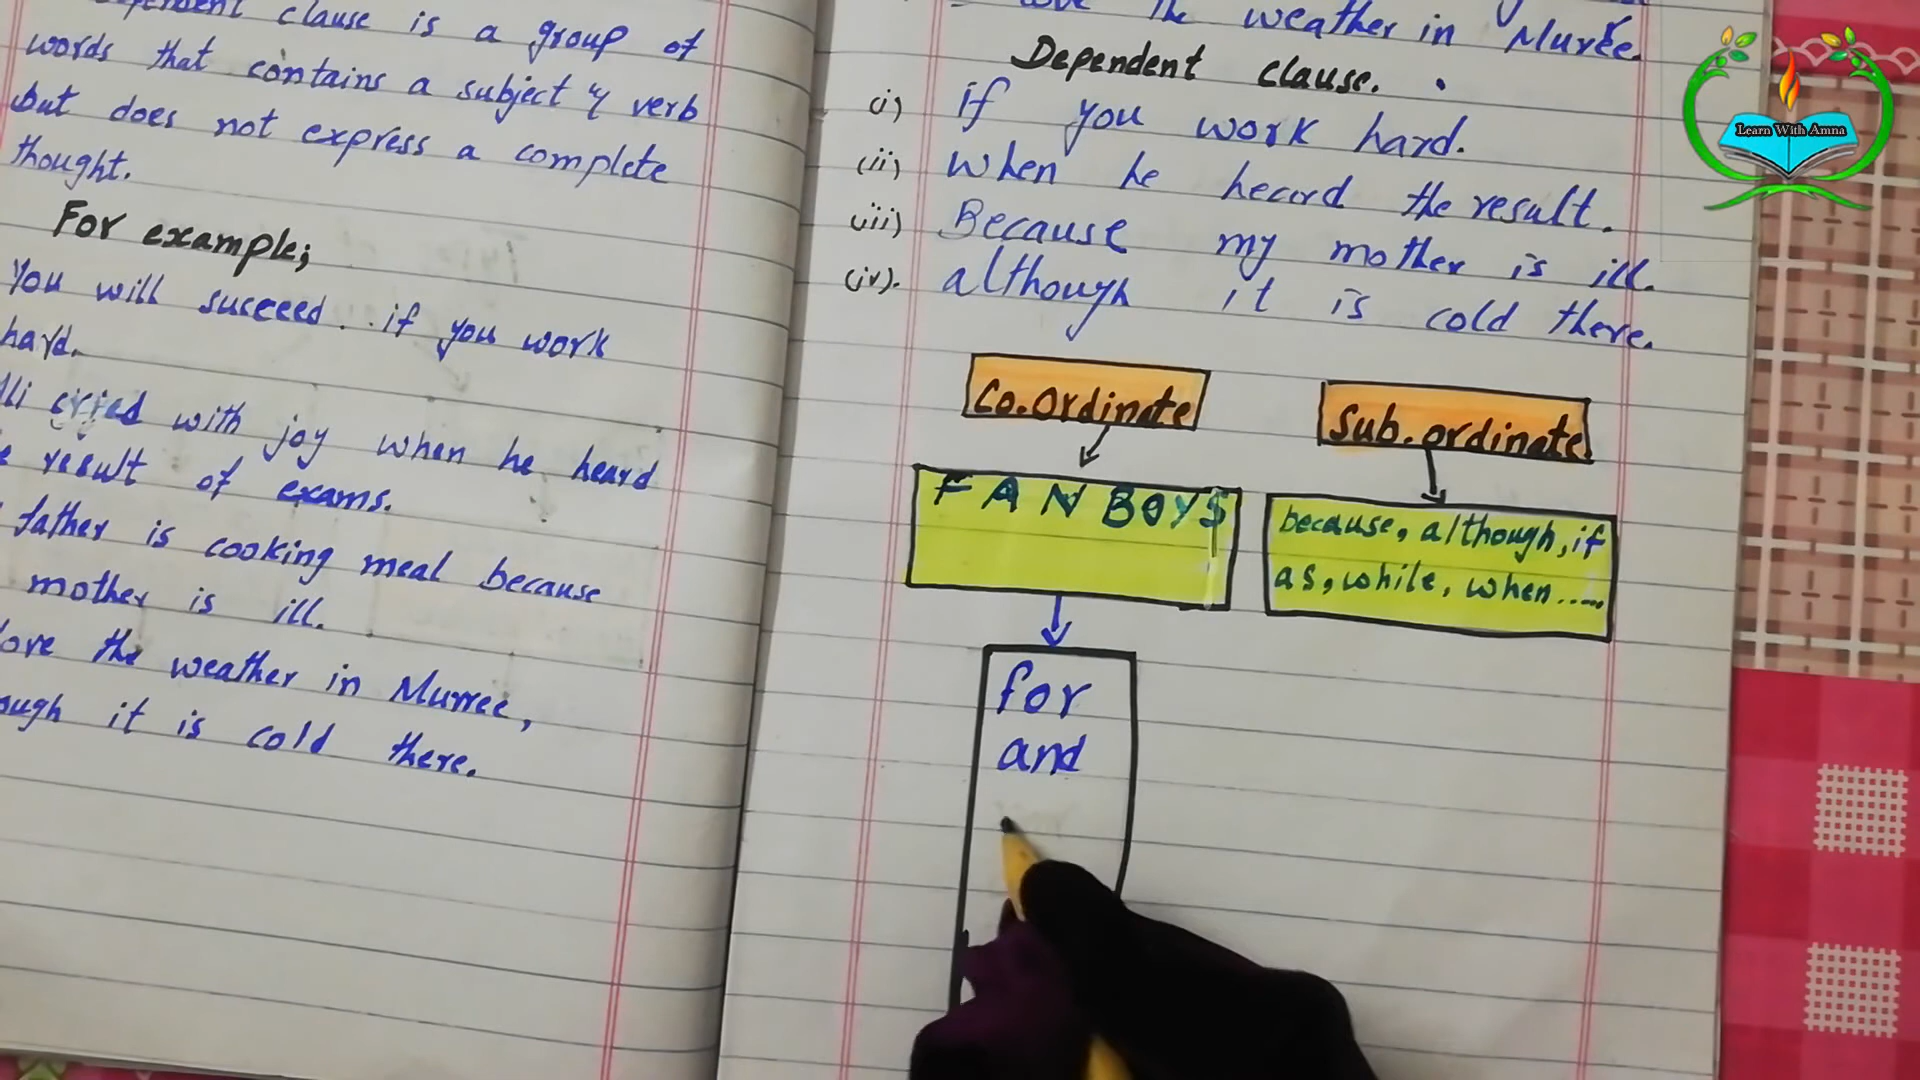 clause is a group of
words that contains a subject & verb
but does not express a complete
thought.
For example;
You will succeed. if you work
hard.
cried with joy when he heard
result of exams.
father is cooking meal because
mother is ill.
the weather in Murree,
it is cold there.
the weather in Murree.
Dependent clause.
(i) if you work hard.
(ii) when he heard the result.
(iii) Because my mother is ill.
(iv). although it is cold there.
Co.Ordinate
Sub.ordinate
F A N B O Y S
because, although, if
as, while, when.....
for
and
Learn With Amna